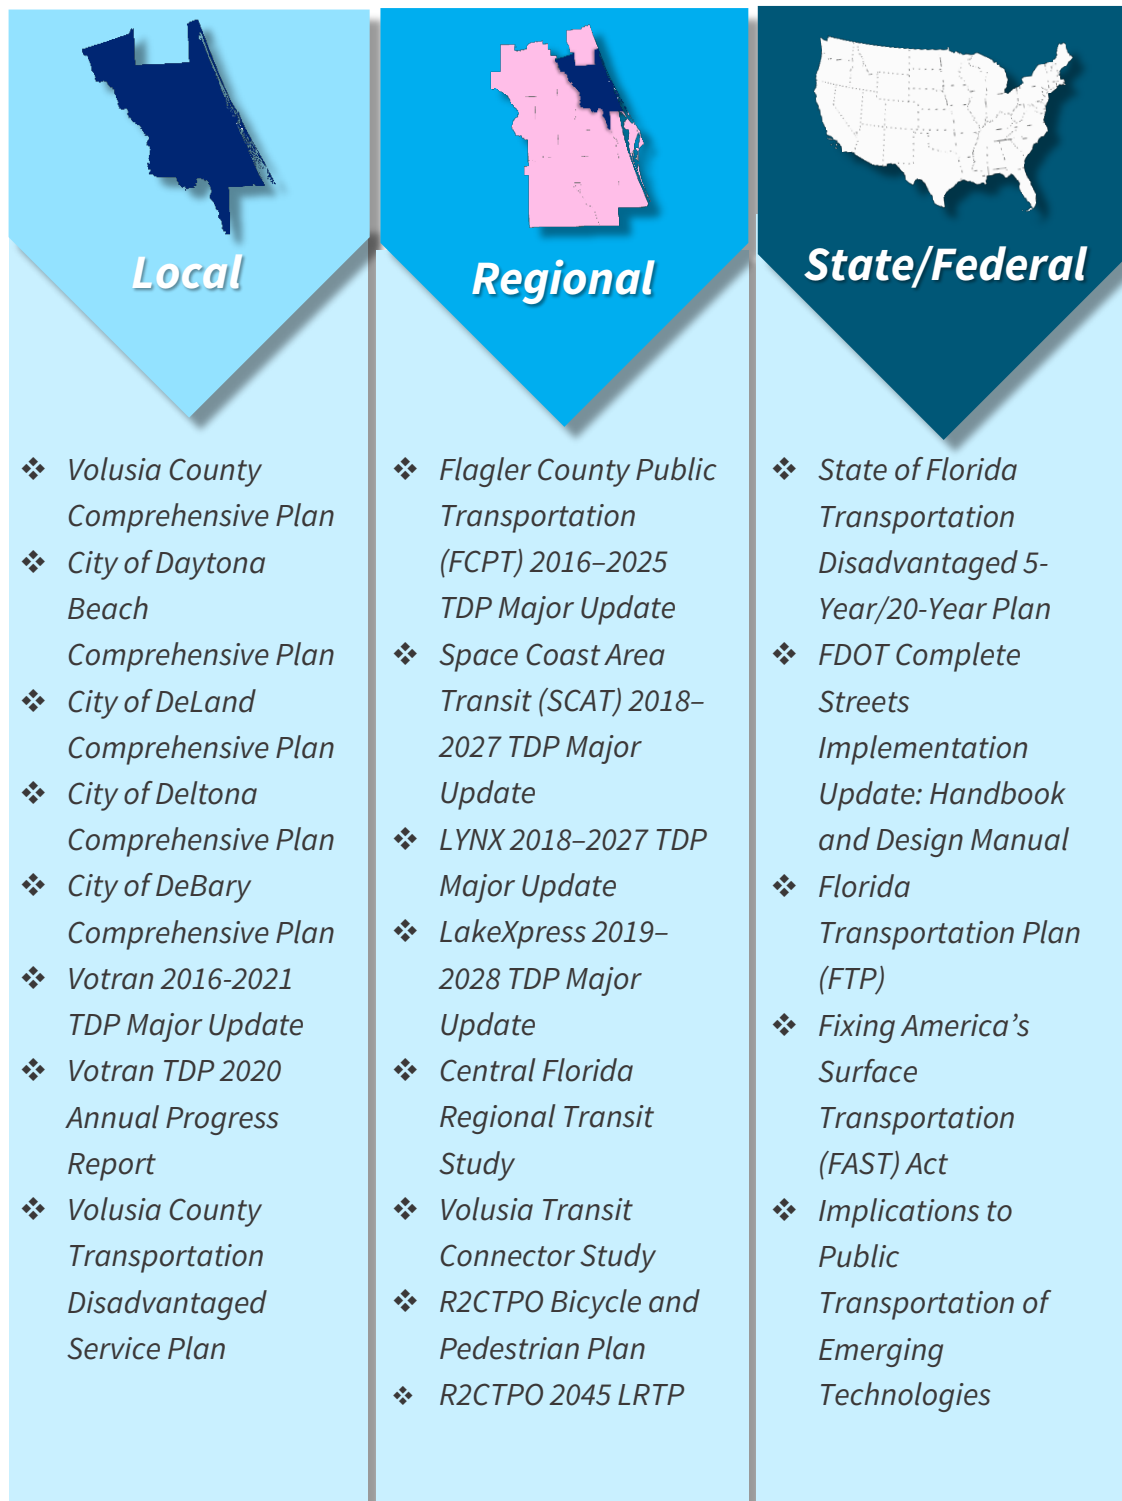 Local
❖ Volusia County
Comprehensive Plan
❖ City of Daytona
Beach
Comprehensive Plan
❖ City of DeLand
Comprehensive Plan
❖ City of Deltona
Comprehensive Plan
❖ City of DeBary
Comprehensive Plan
❖ Votran 2016-2021
TDP Major Update
❖ Votran TDP 2020
Annual Progress
Report
❖ Volusia County
Transportation
Disadvantaged
Service Plan
Regional
❖ Flagler County Public
Transportation
(FCPT) 2016–2025
TDP Major Update
❖ Space Coast Area
Transit (SCAT) 2018–
2027 TDP Major
Update
❖ LYNX 2018–2027 TDP
Major Update
❖ LakeXpress 2019–
2028 TDP Major
Update
❖ Central Florida
Regional Transit
Study
❖ Volusia Transit
Connector Study
❖ R2CTPO Bicycle and
Pedestrian Plan
❖ R2CTPO 2045 LRTP
State/Federal
❖ State of Florida
Transportation
Disadvantaged 5-
Year/20-Year Plan
❖ FDOT Complete
Streets
Implementation
Update: Handbook
and Design Manual
❖ Florida
Transportation Plan
(FTP)
❖ Fixing America’s
Surface
Transportation
(FAST) Act
❖ Implications to
Public
Transportation of
Emerging
Technologies